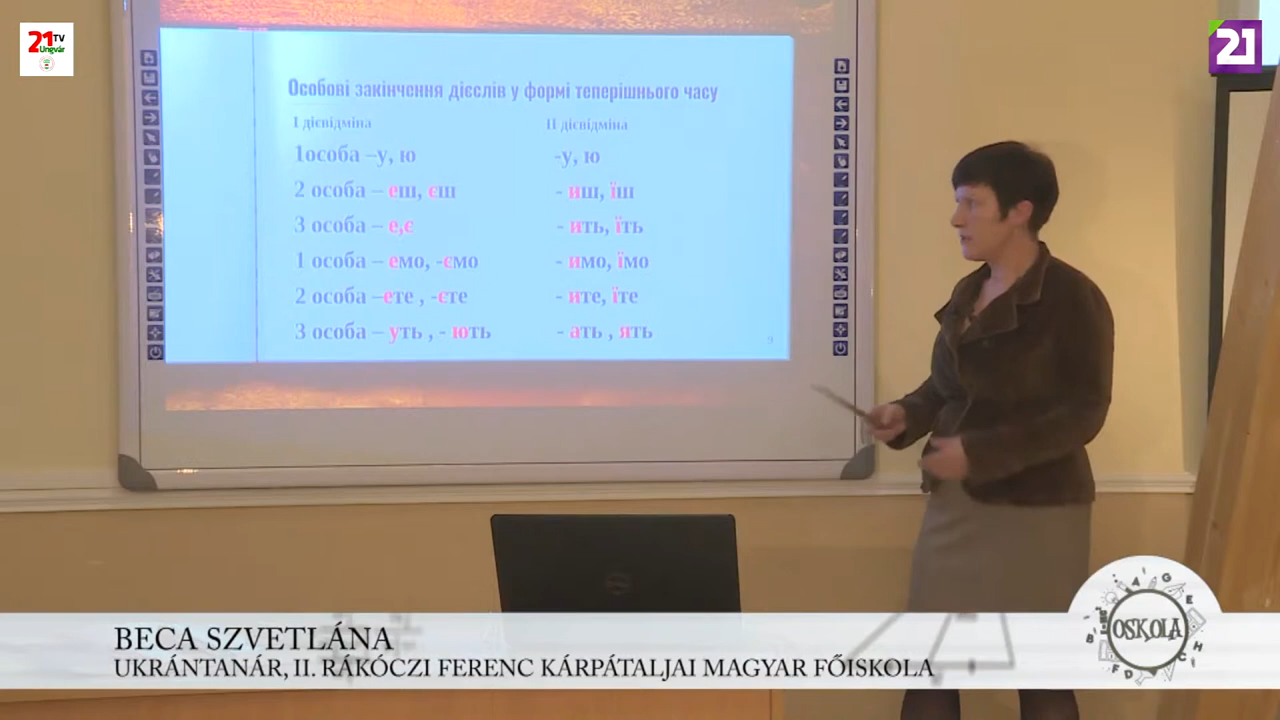 21 TV
Ungvár
21
Особові закінчення дієслів у формі теперішнього часу
І дієвідміна ІІ дієвідміна
1особа –у, ю -у, ю
2 особа – еш, єш - иш, їш
3 особа – е,є - ить, їть
1 особа – емо, -ємо - имо, їмо
2 особа –ете , -єте - ите, їте
3 особа – уть , - ють - ать , ять
9
BECA SZVETLÁNA
UKRÁNTANÁR, II. RÁKÓCZI FERENC KÁRPÁTALJAI MAGYAR FŐISKOLA
OSKOLA